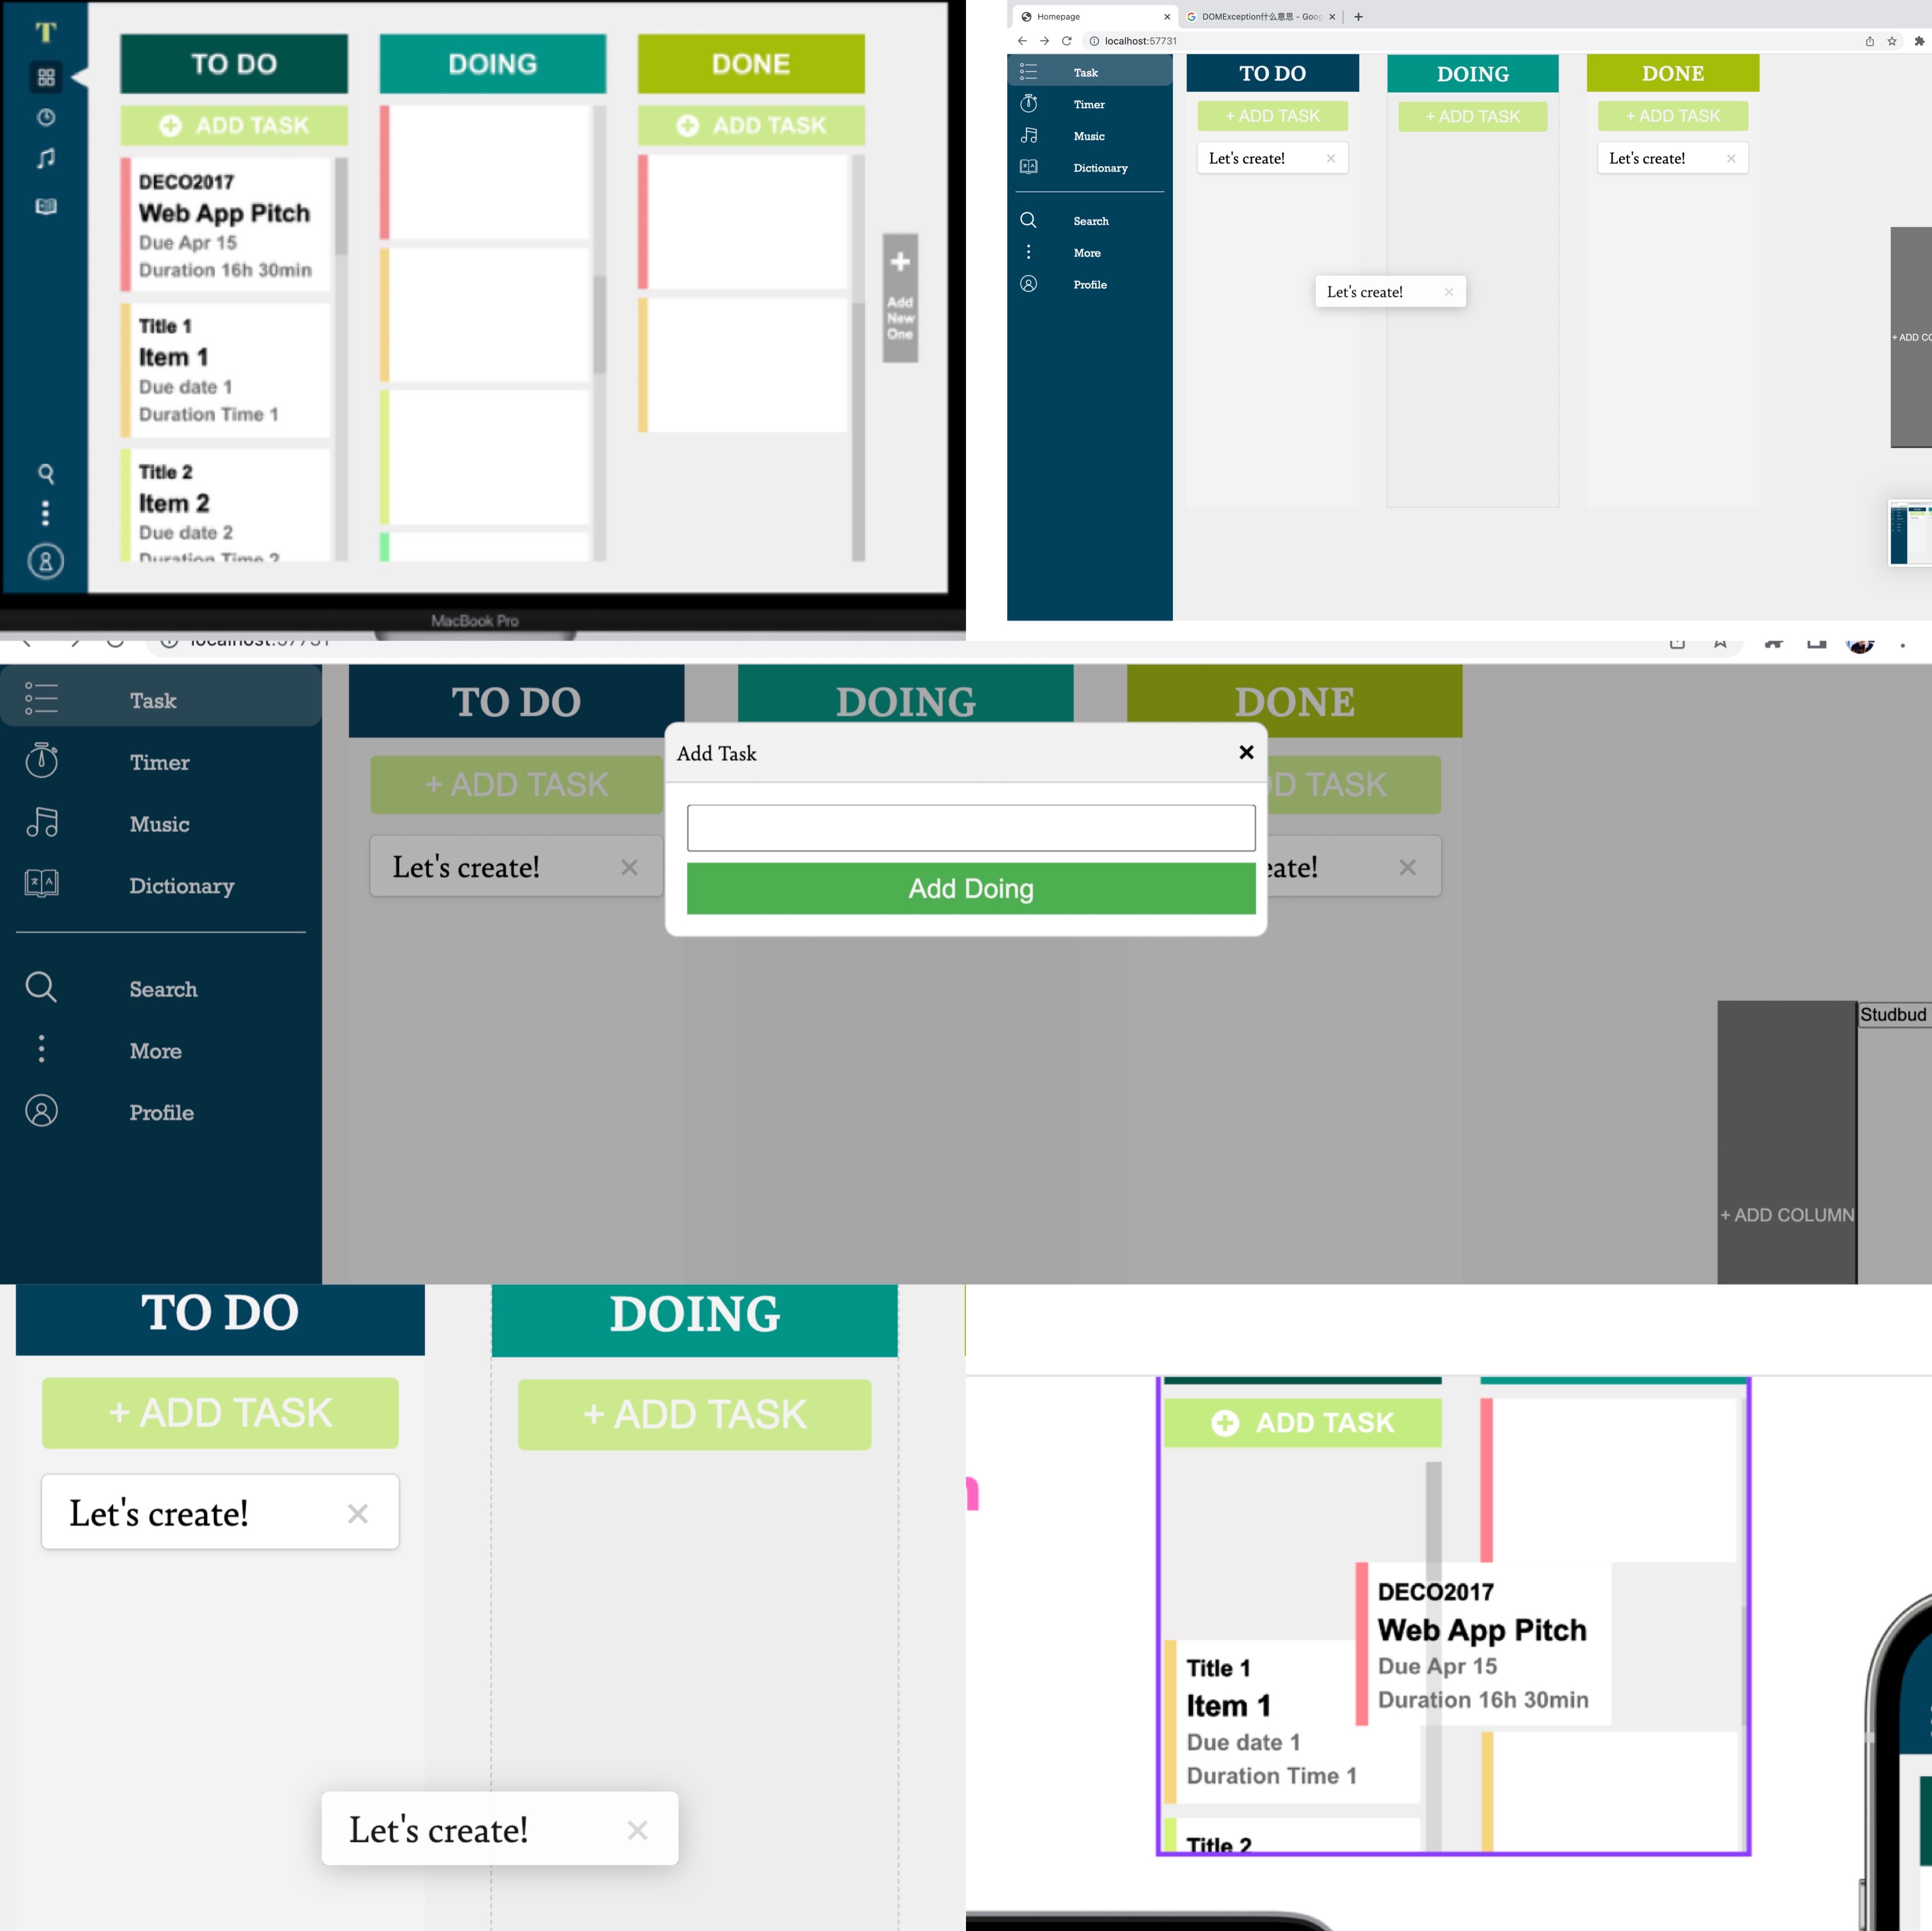 T
TO DO
DOING
DONE
ADD TASK
ADD TASK
DECO2017
Web App Pitch
Due Apr 15
Duration 16h 30min
Title 1
Item 1
Due date 1
Duration Time 1
Title 2
Item 2
Due date 2
Duration Time 2
Add
New
One
MacBook Pro
Homepage
DOMException什么意思 - Goog
localhost:57731
Task
Timer
Music
Dictionary
Search
More
Profile
TO DO
DOING
DONE
+ ADD TASK
+ ADD TASK
+ ADD TASK
Let's create!
Let's create!
Let's create!
+ ADD CO
localhost:57731
Task
Timer
Music
Dictionary
Search
More
Profile
TO DO
DOING
DONE
+ ADD TASK
D TASK
Let's create!
eate!
Add Task
Add Doing
Studbud
+ ADD COLUMN
TO DO
DOING
+ ADD TASK
+ ADD TASK
Let's create!
Let's create!
ADD TASK
DECO2017
Web App Pitch
Due Apr 15
Duration 16h 30min
Title 1
Item 1
Due date 1
Duration Time 1
Title 2